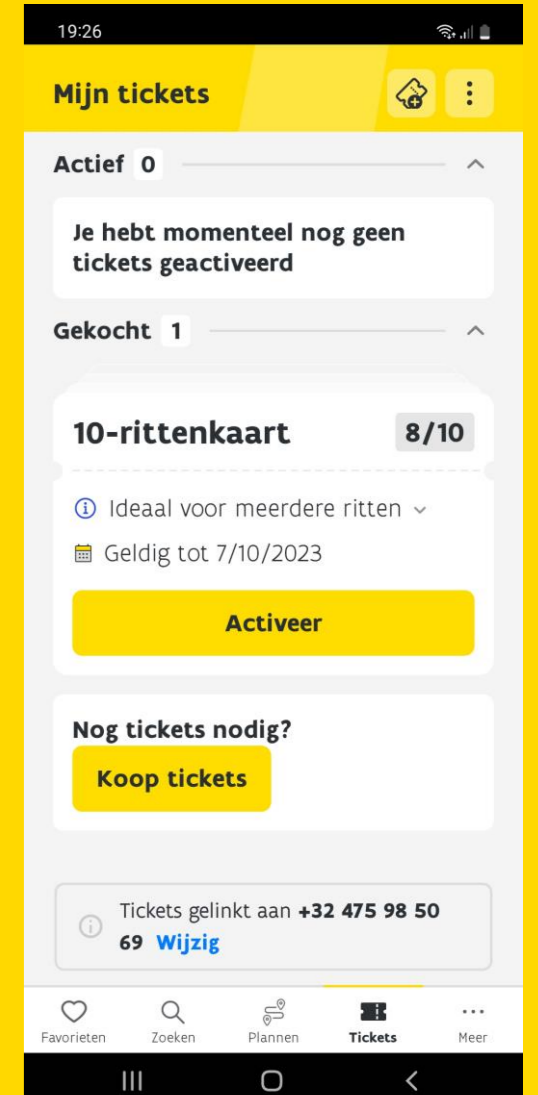 19:26
Mijn tickets
Actief 0
Je hebt momenteel nog geen
tickets geactiveerd
Gekocht 1
10-rittenkaart 8/10
Ideaal voor meerdere ritten
Geldig tot 7/10/2023
Activeer
Nog tickets nodig?
Koop tickets
Tickets gelinkt aan +32 475 98 50
69 Wijzig
Favorieten Zoeken Plannen Tickets Meer